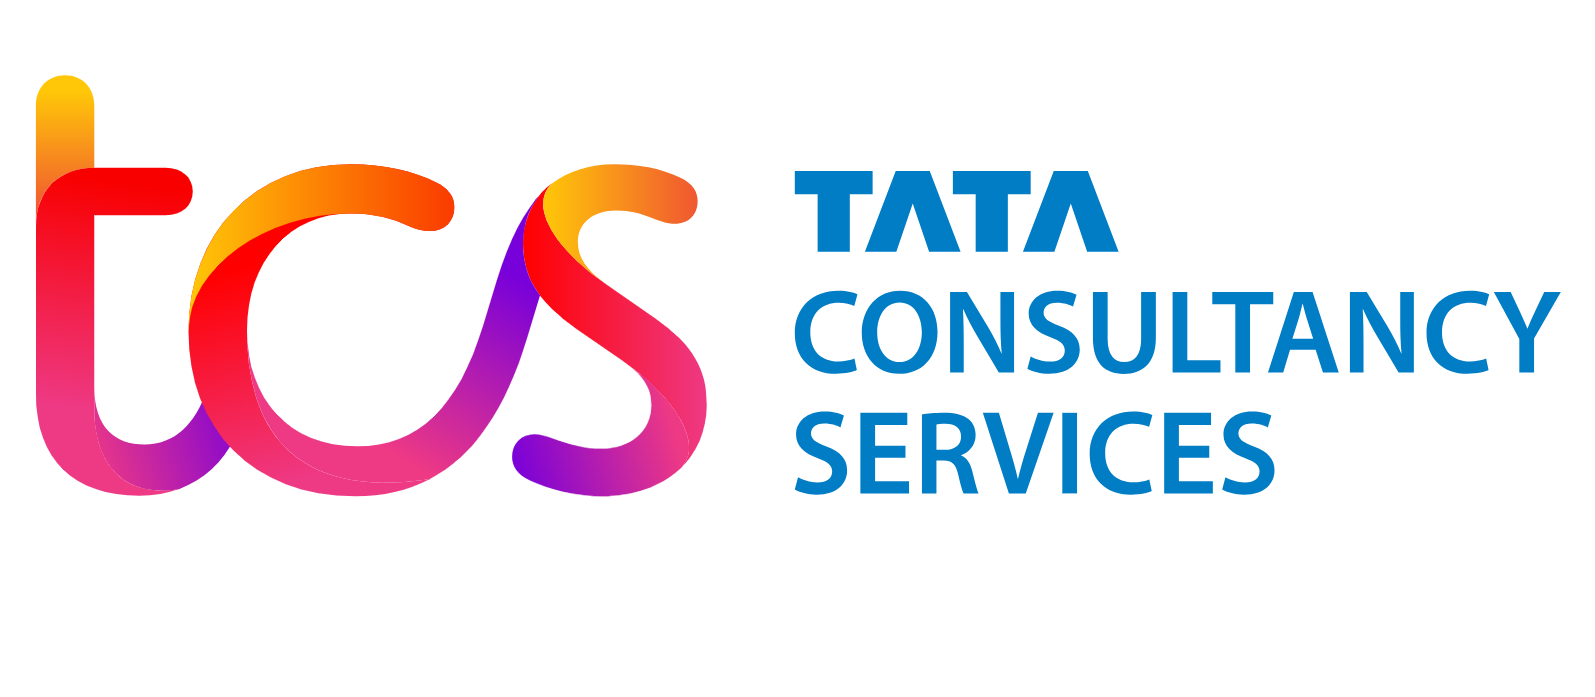 tcs
TATA
CONSULTANCY
SERVICES